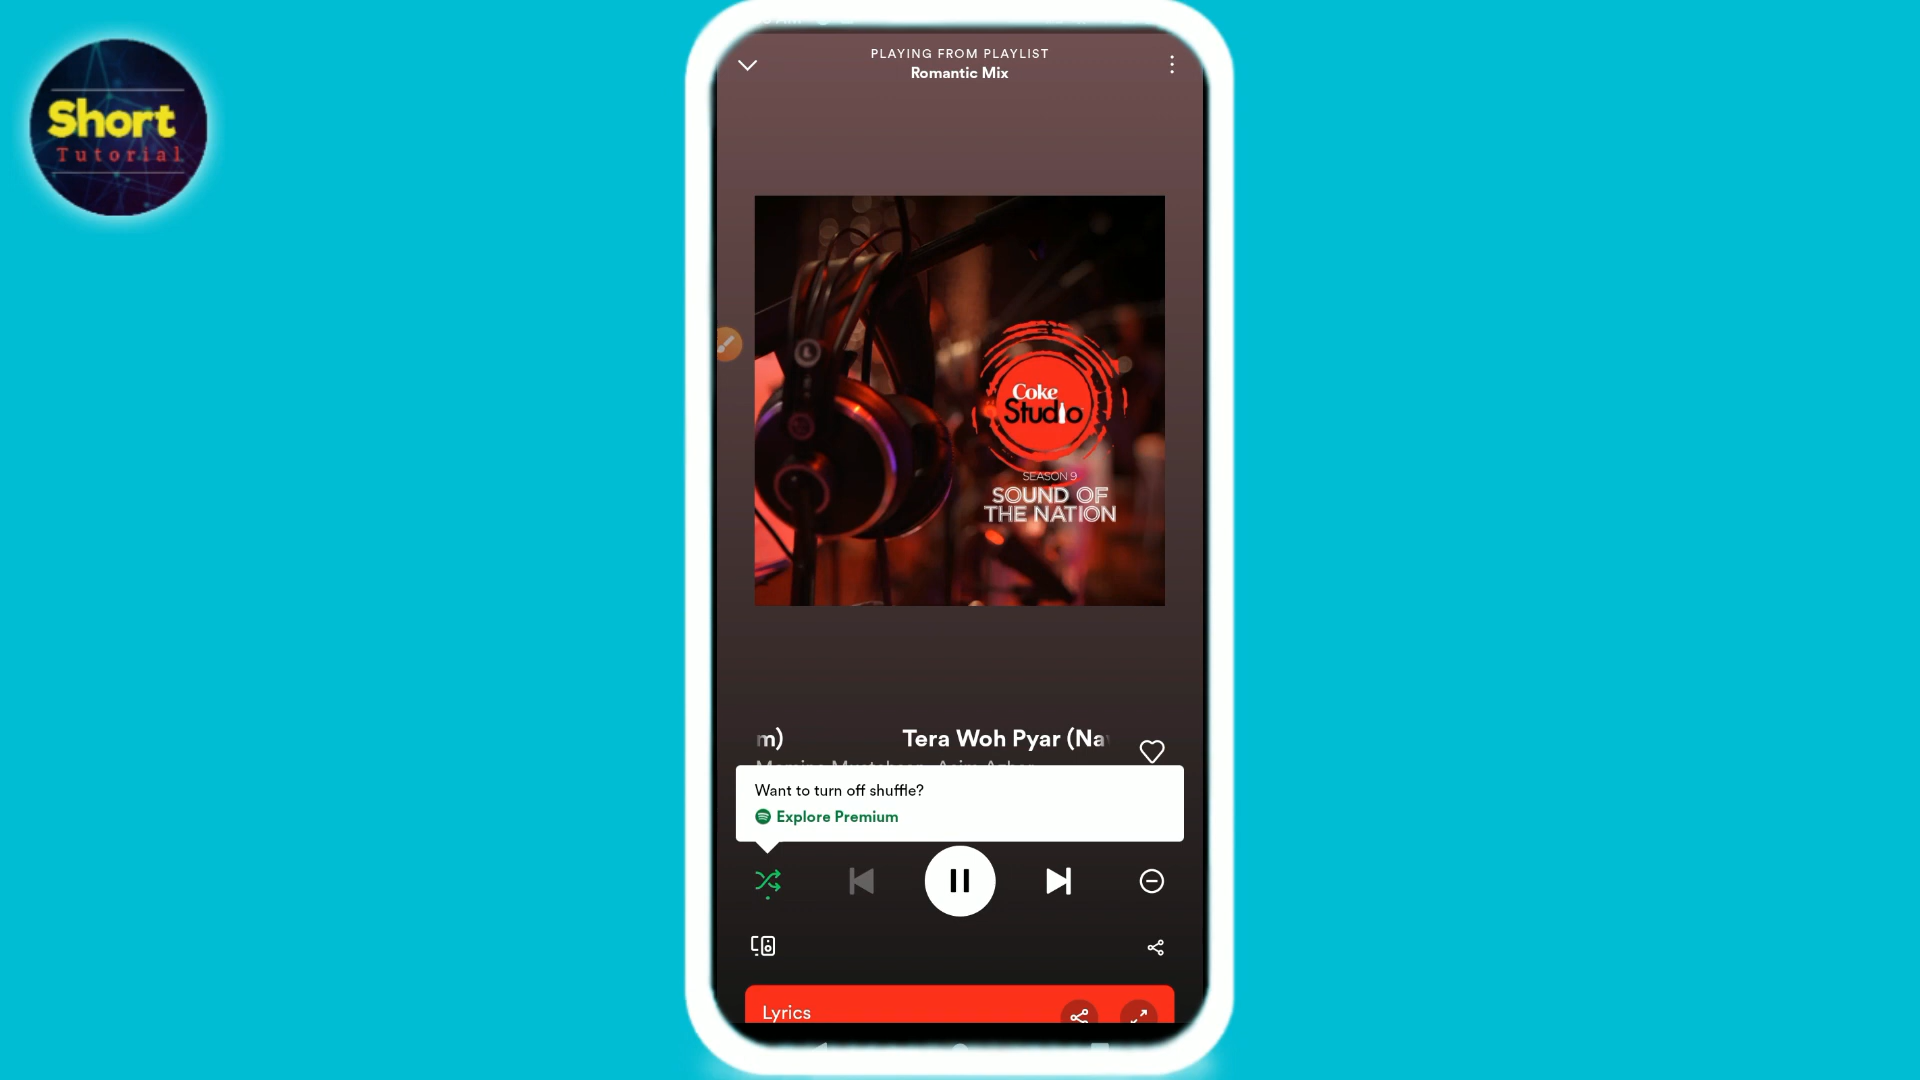 Short
Tutorial
PLAYING FROM PLAYLIST
Romantic Mix
L
Coke
Studio
SEASON 9
SOUND OF
THE NATION
m) Tera Woh Pyar (Na
Want to turn off shuffle?
Explore Premium
Lyrics